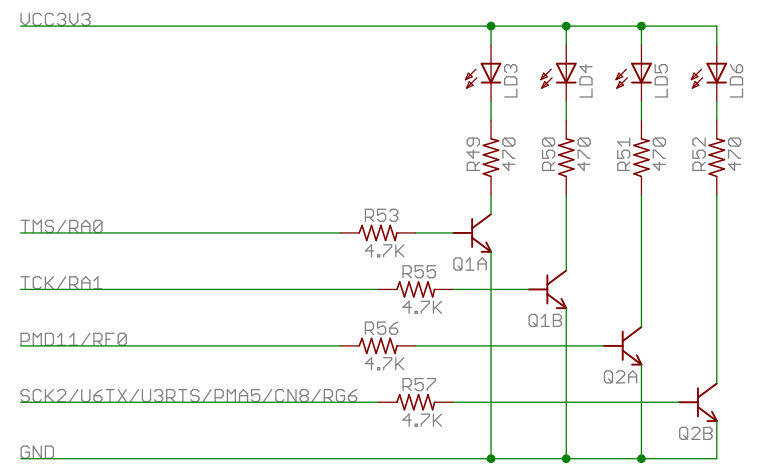 VCC3V3
LD3
LD4
LD5
LD6
R49
470
R50
470
R51
470
R52
470
R53
TMS/RA0
4.7K
Q1A
R55
TCK/RA1
4.7K
Q1B
R56
PMD11/RF0
4.7K
Q2A
R57
SCK2/U6TX/U3RTS/PMA5/CN8/RG6
4.7K
Q2B
GND